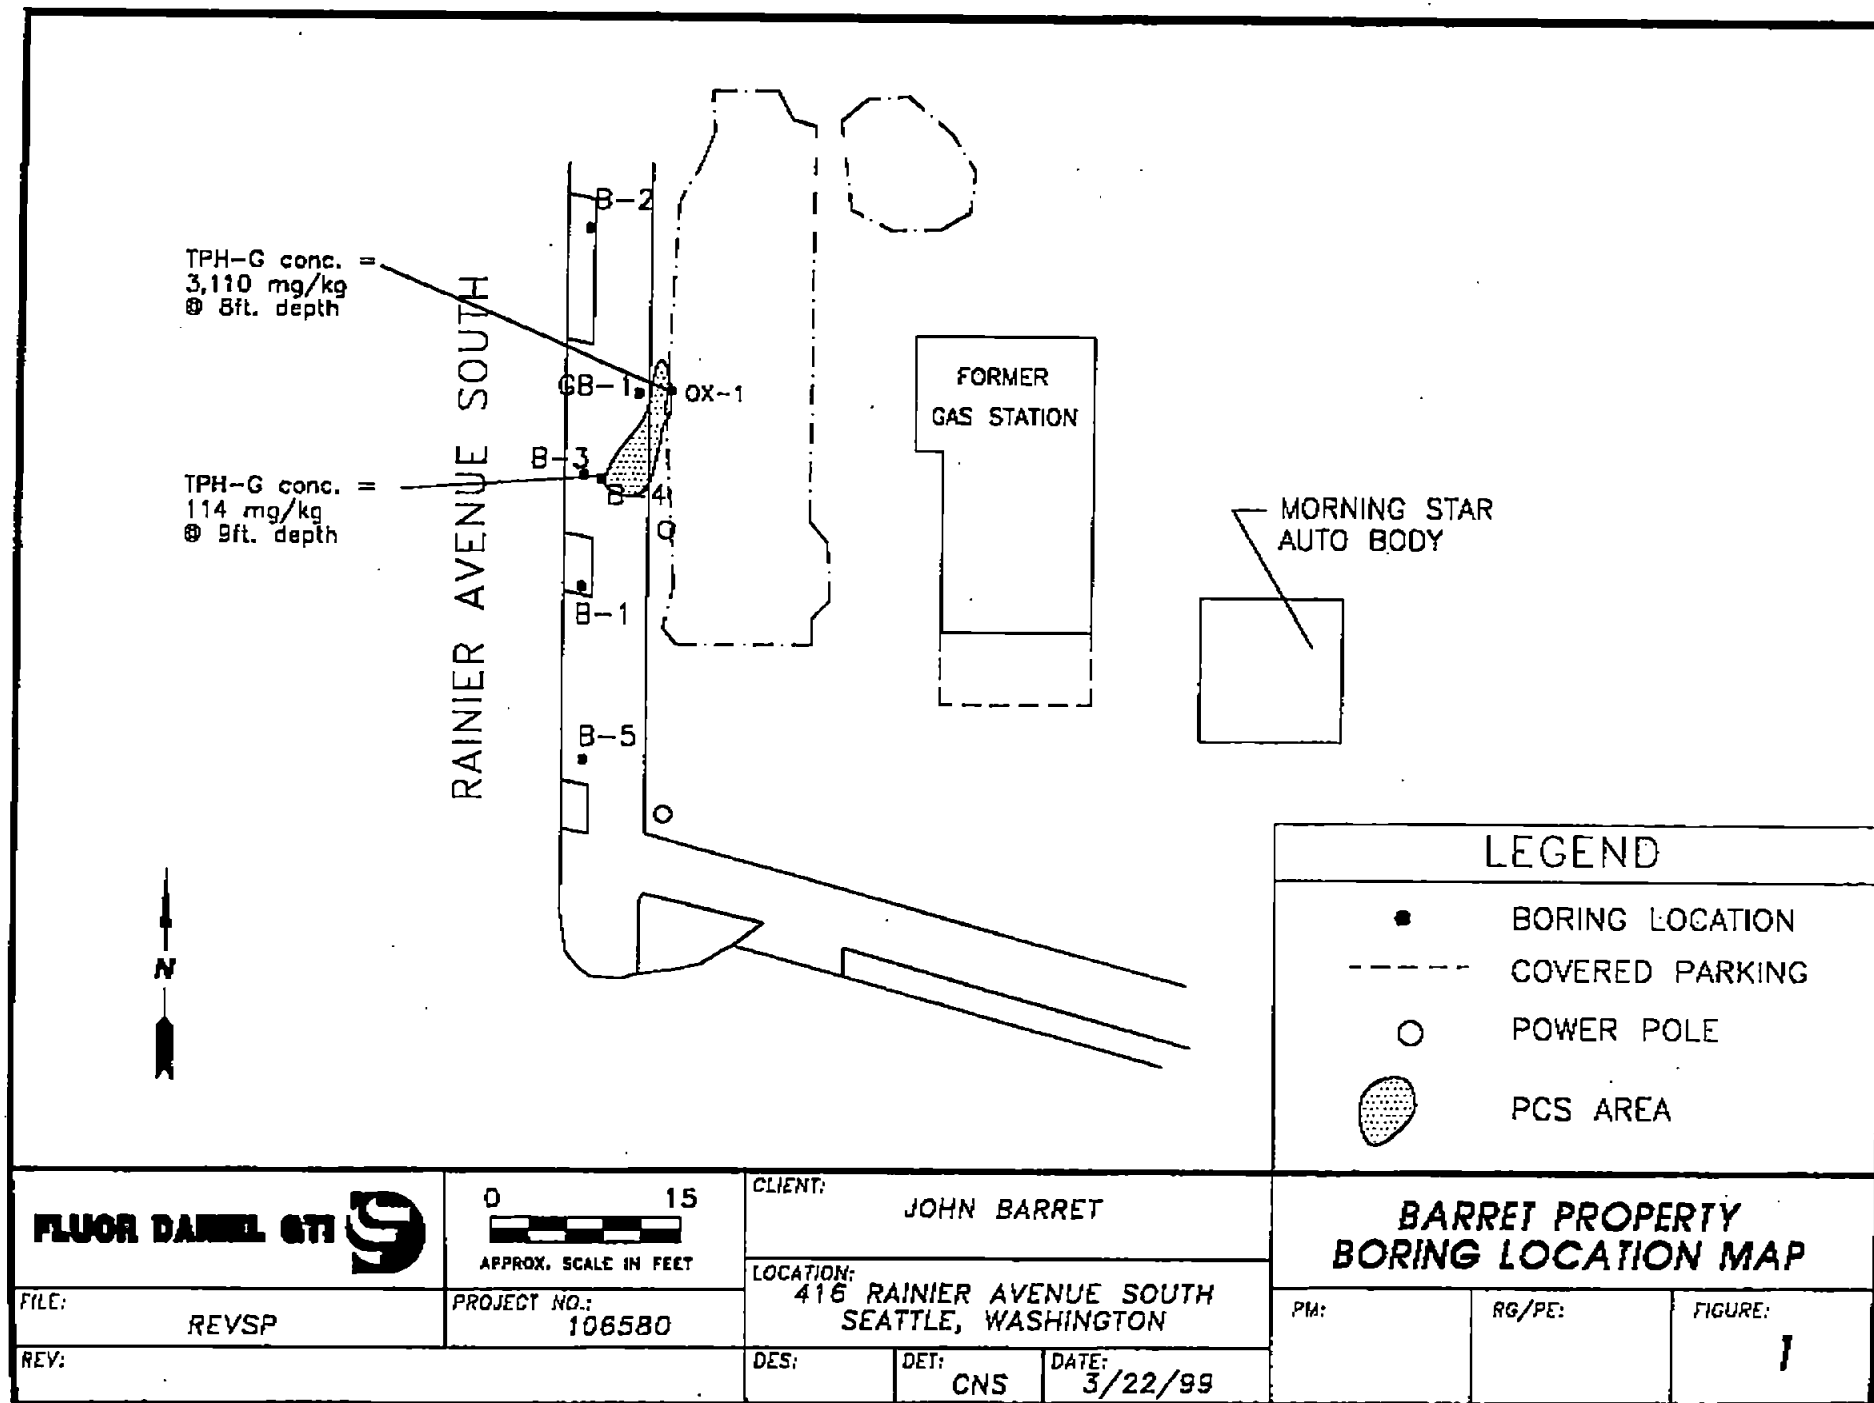 B-2
TPH-G conc. =
3,110 mg/kg
@ 8ft. depth
RAINIER AVENUE SOUTH
GB-1
OX-1
B-3
B-4
TPH-G conc. =
114 mg/kg
@ 9ft. depth
B-1
B-5
FORMER
GAS STATION
MORNING STAR
AUTO BODY
N
LEGEND
BORING LOCATION
COVERED PARKING
POWER POLE
PCS AREA
FLUOR DANIEL GTI
0 15
APPROX. SCALE IN FEET
CLIENT:
JOHN BARRET
LOCATION:
416 RAINIER AVENUE SOUTH
SEATTLE, WASHINGTON
BARRET PROPERTY
BORING LOCATION MAP
FILE:
REVSP
PROJECT NO.:
106580
PM:
RG/PE:
FIGURE:
1
REV:
DES:
DET:
CNS
DATE:
3/22/99